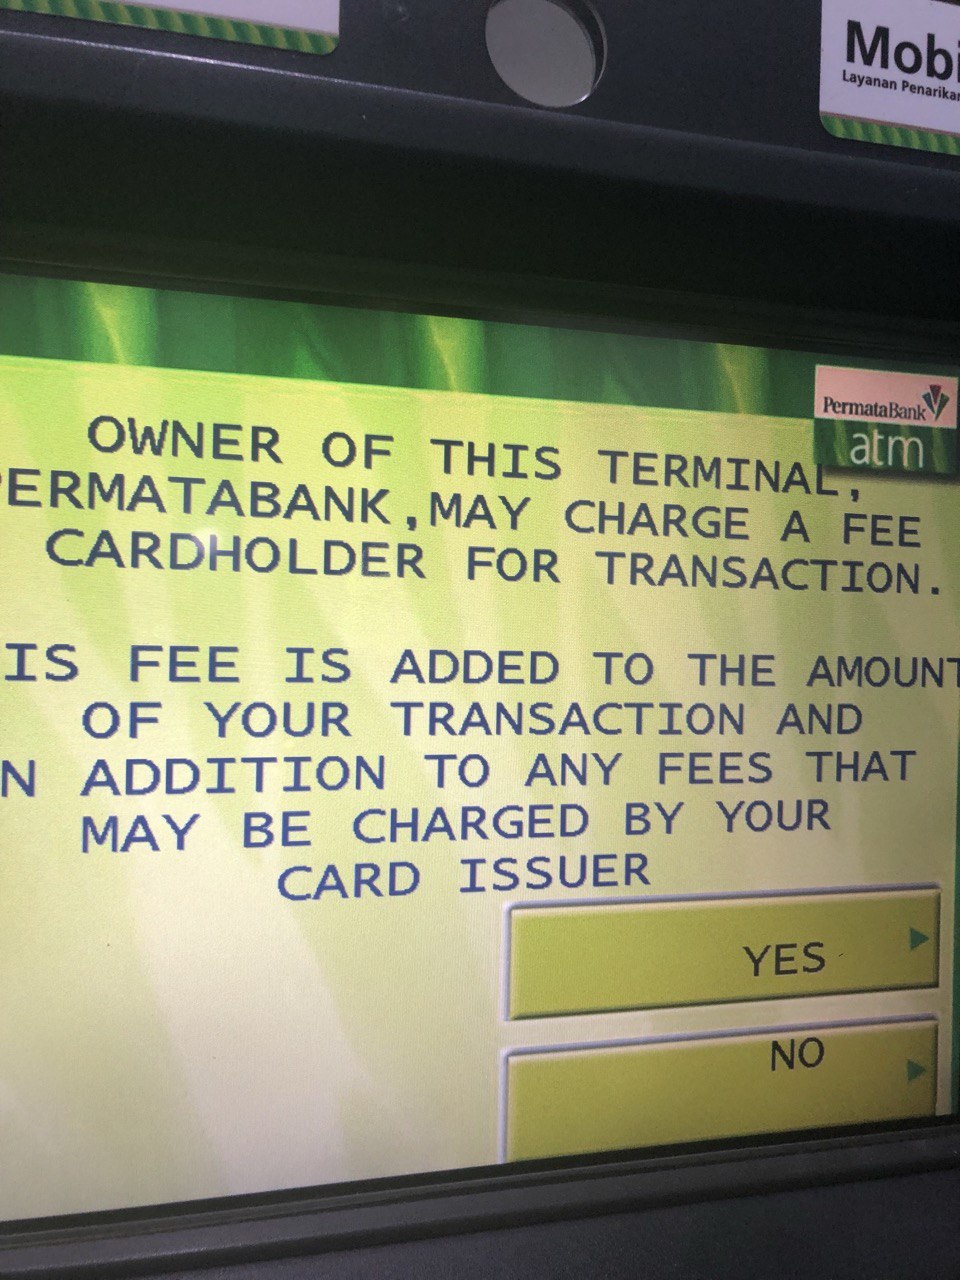 Mobi
Layanan Penarika
PermataBank
atm
OWNER OF THIS TERMINAL,
ERMATABANK,MAY CHARGE A FEE
CARDHOLDER FOR TRANSACTION.
IS FEE IS ADDED TO THE AMOUNT
OF YOUR TRANSACTION AND
N ADDITION TO ANY FEES THAT
MAY BE CHARGED BY YOUR
CARD ISSUER
YES
NO